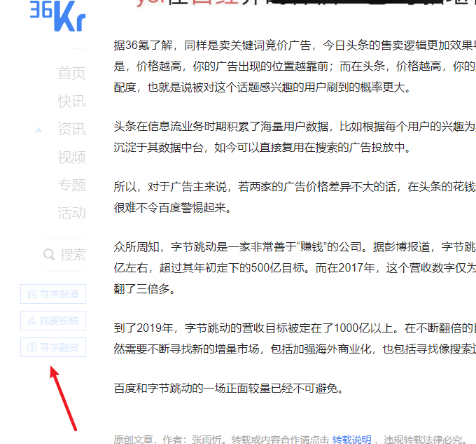 36Kr
首页
快讯
资讯
视频
专题
活动
搜索
寻求报道
我要投稿
寻求融资
据36氪了解，同样是卖关键词竞价广告，今日头条的售卖逻辑更加效果
是，价格越高，你的广告出现的位置越靠前；而在头条，价格越高，你的
配度，也就是说被对这个话题感兴趣的用户刷到的概率更大。
头条在信息流业务时期积累了海量用户数据，比如根据每个用户的兴趣为
沉淀于其数据中台，如今可以直接复用在搜索的广告投放中。
所以，对于广告主来说，若两家的广告价格差异不大的话，在头条的花钱
很难不令百度警惕起来。
众所周知，字节跳动是一家非常善于“赚钱”的公司。据彭博报道，字节跳
亿左右，超过其年初定下的500亿目标。而在2017年，这个营收数字仅为
翻了三倍多。
到了2019年，字节跳动的营收目标被定在了1000亿以上。在不断翻倍的
然需要不断寻找新的增量市场，包括加强海外商业化，也包括寻找像搜索
百度和字节跳动的一场正面较量已经不可避免。
原创文章，作者：张雨忻。转载或内容合作请点击 转载说明 ，违规转载法律必究。